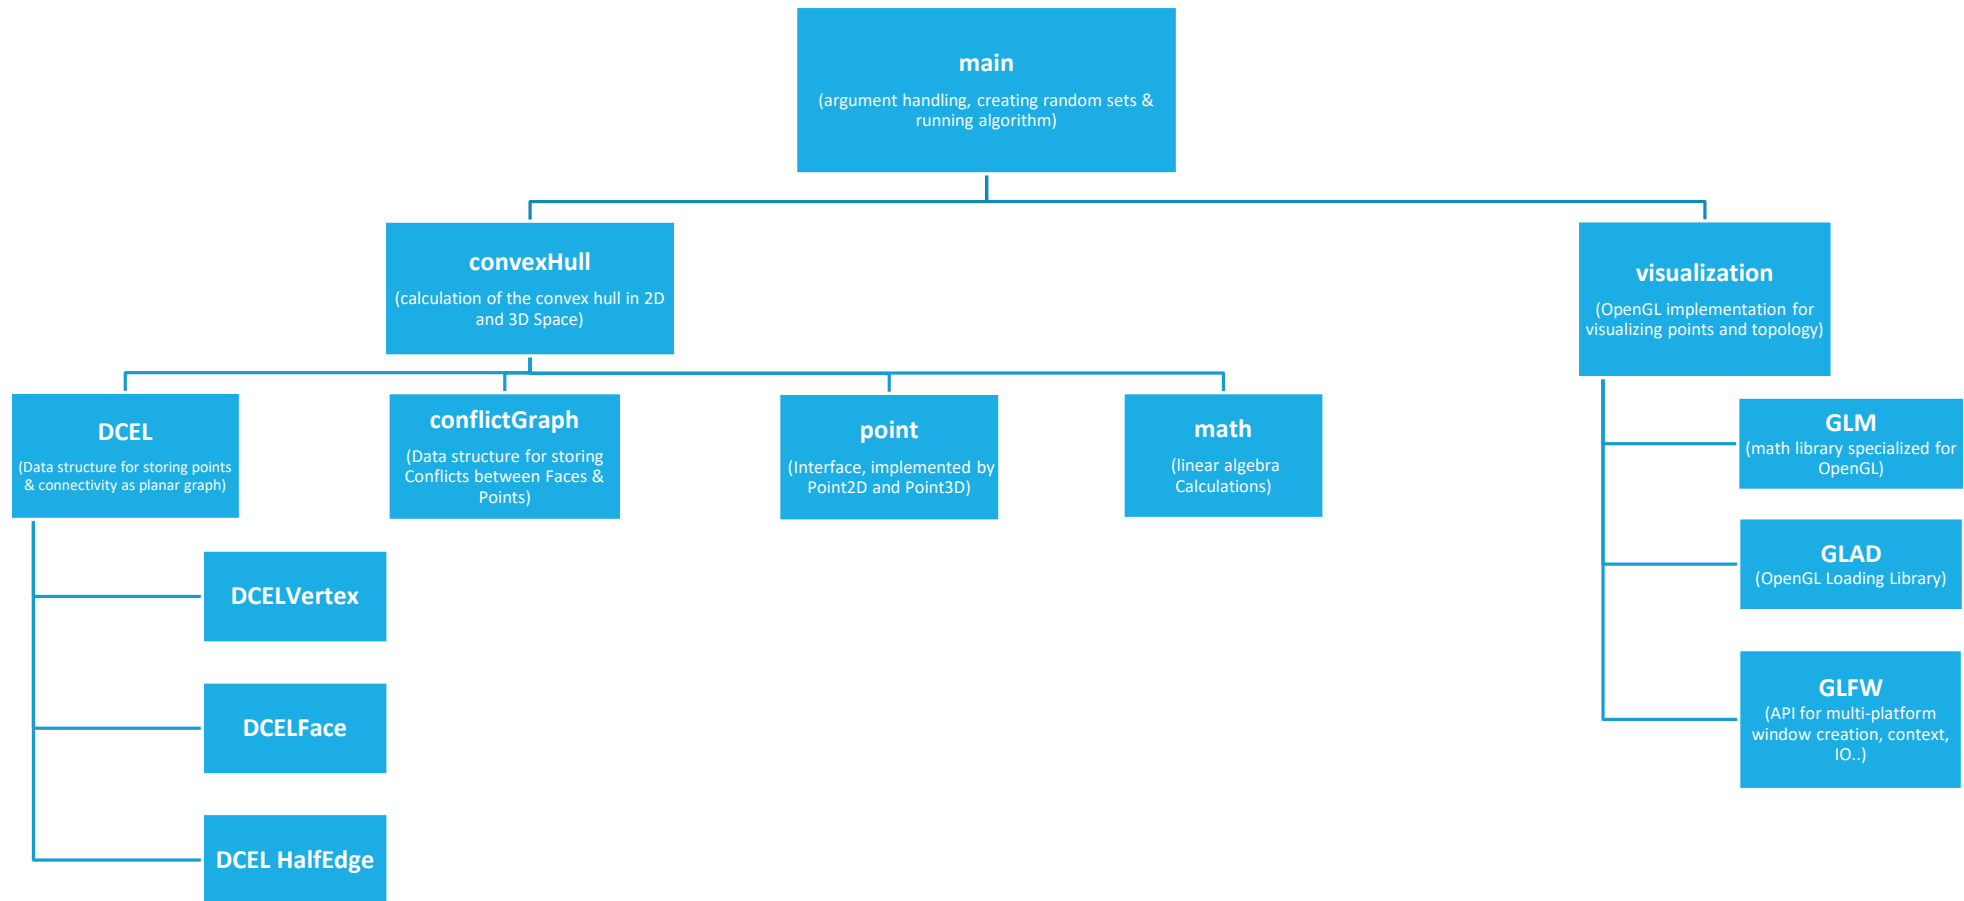 main
(argument handling, creating random sets &
running algorithm)
convexHull
(calculation of the convex hull in 2D
and 3D Space)
visualization
(OpenGL implementation for
visualizing points and topology)
DCEL
(Data structure for storing points
& connectivity as planar graph)
conflictGraph
(Data structure for storing
Conflicts between Faces &
Points)
point
(Interface, implemented by
Point2D and Point3D)
math
(linear algebra
Calculations)
GLM
(math library specialized for
OpenGL)
GLAD
(OpenGL Loading Library)
GLFW
(API for multi-platform
window creation, context,
IO..)
DCELVertex
DCELFace
DCEL HalfEdge